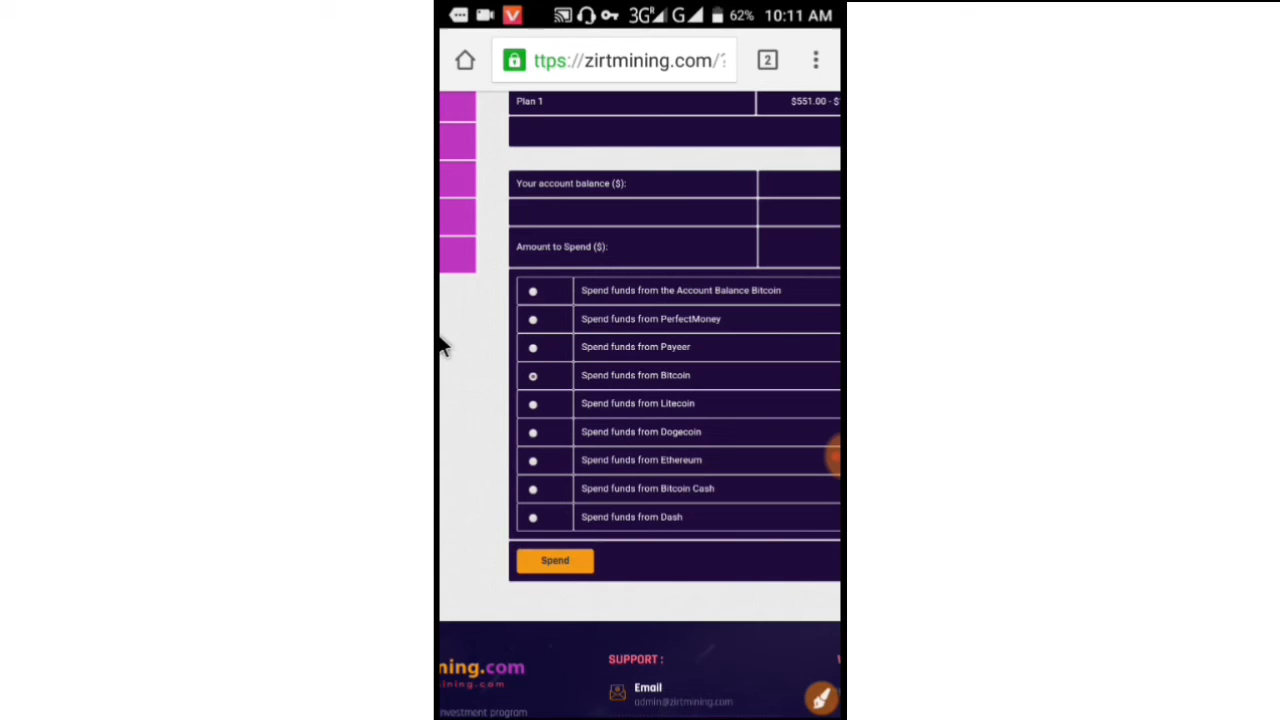 3G R G 62% 10:11 AM
ttps://zirtmining.com/? 2
Plan 1 $551.00 - $
Your account balance ($):
Amount to Spend ($):
Spend funds from the Account Balance Bitcoin
Spend funds from PerfectMoney
Spend funds from Payeer
Spend funds from Bitcoin
Spend funds from Litecoin
Spend funds from Dogecoin
Spend funds from Ethereum
Spend funds from Bitcoin Cash
Spend funds from Dash
Spend
ning.com
ining.com
nvestment program
SUPPORT :
Email
admin@zirtmining.com